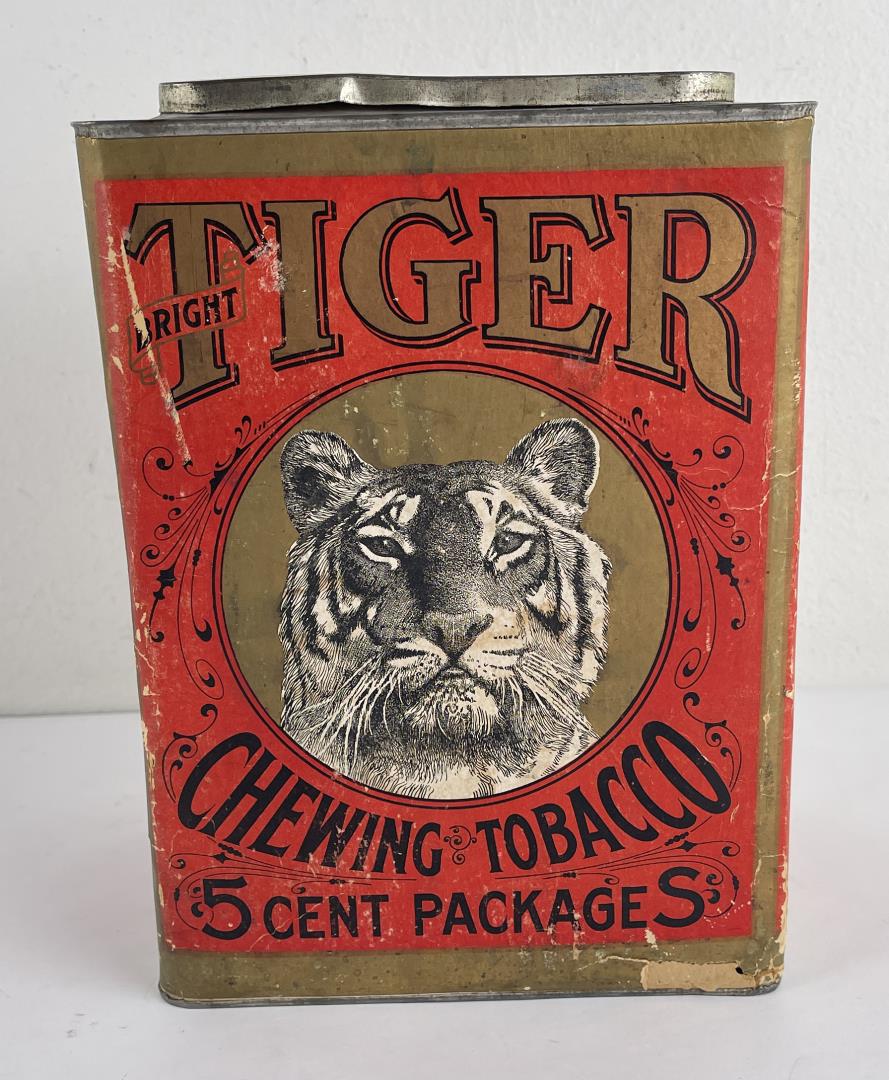 TIGER
BRIGHT
CHEWING TOBACCO
5 CENT PACKAGES